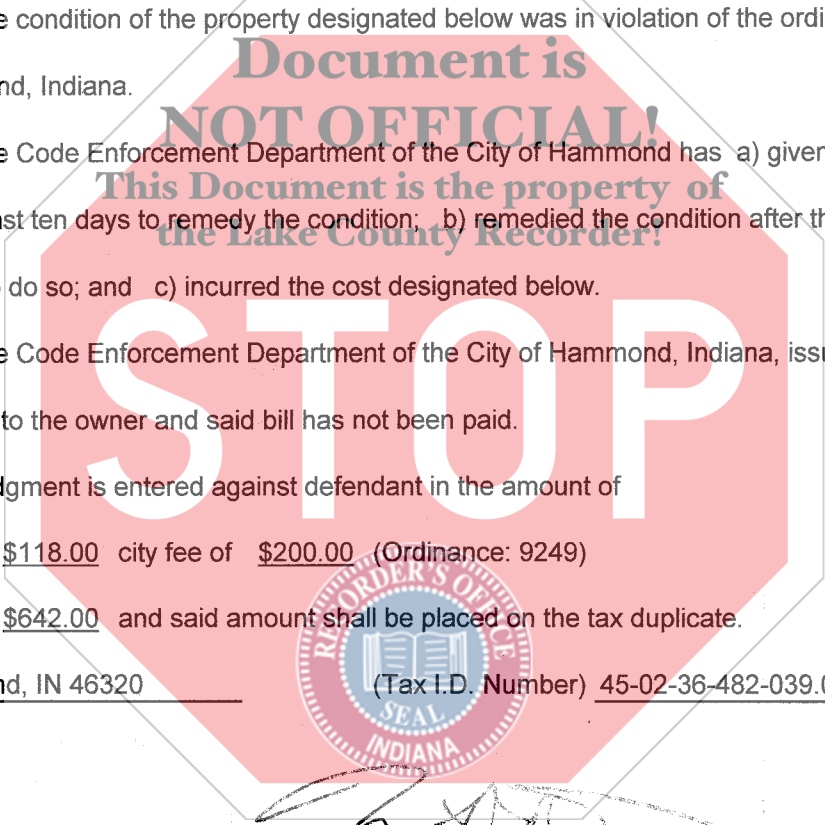 e condition of the property designated below was in violation of the ordi
Document is
nd, Indiana.
NOT OFFICIAL!
e Code Enforcement Department of the City of Hammond has a) given
This Document is the property of
st ten days to remedy the condition; b) remedied the condition after th
the Lake County Recorder!
do so; and c) incurred the cost designated below.
STOP
e Code Enforcement Department of the City of Hammond, Indiana, issu
to the owner and said bill has not been paid.
dgment is entered against defendant in the amount of
$118.00 city fee of $200.00 (Ordinance: 9249)
RECORDER'S OFFICE
$642.00 and said amount shall be placed on the tax duplicate.
nd, IN 46320 (Tax I.D. Number) 45-02-36-482-039.0
SEAL
INDIANA